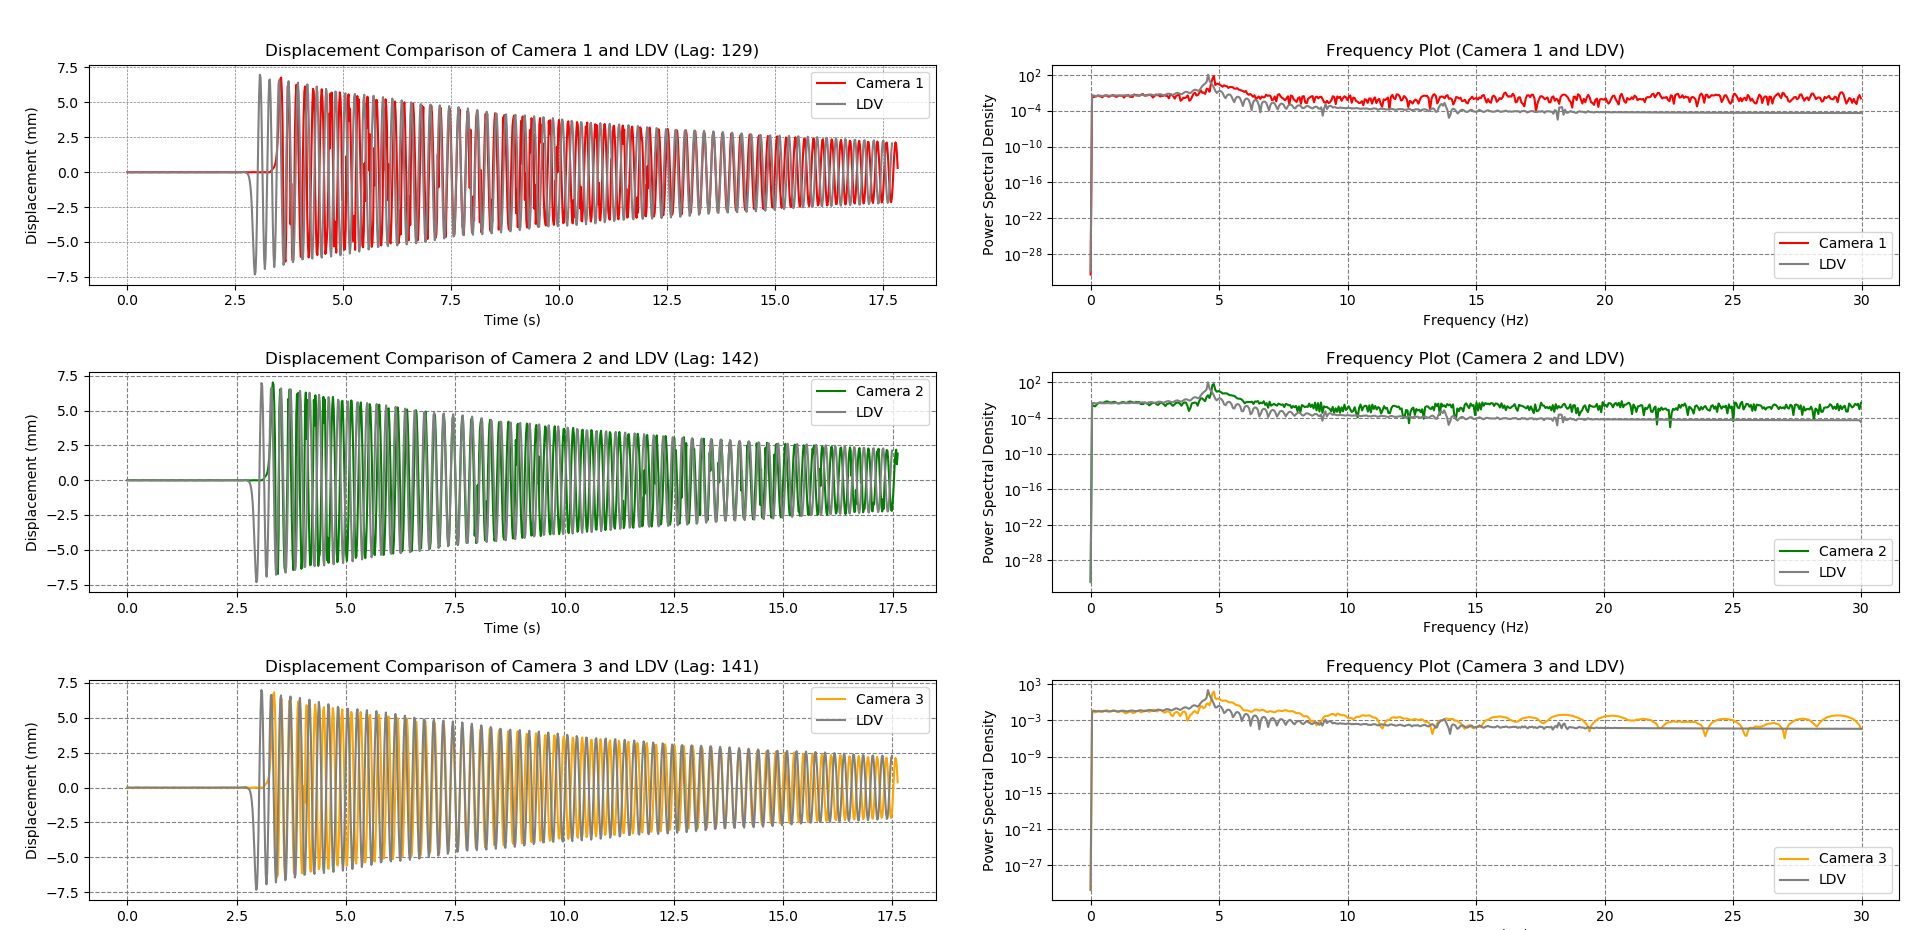 Displacement Comparison of Camera 1 and LDV (Lag: 129)
Displacement (mm)
7.5
5.0
2.5
0.0
−2.5
−5.0
−7.5
Camera 1
LDV
0.0 2.5 5.0 7.5 10.0 12.5 15.0 17.5
Time (s)
Frequency Plot (Camera 1 and LDV)
Power Spectral Density
10^2
10^−4
10^−10
10^−16
10^−22
10^−28
Camera 1
LDV
0 5 10 15 20 25 30
Frequency (Hz)
Displacement Comparison of Camera 2 and LDV (Lag: 142)
Displacement (mm)
7.5
5.0
2.5
0.0
−2.5
−5.0
−7.5
Camera 2
LDV
0.0 2.5 5.0 7.5 10.0 12.5 15.0 17.5
Time (s)
Frequency Plot (Camera 2 and LDV)
Power Spectral Density
10^2
10^−4
10^−10
10^−16
10^−22
10^−28
Camera 2
LDV
0 5 10 15 20 25 30
Frequency (Hz)
Displacement Comparison of Camera 3 and LDV (Lag: 141)
Displacement (mm)
7.5
5.0
2.5
0.0
−2.5
−5.0
−7.5
Camera 3
LDV
0.0 2.5 5.0 7.5 10.0 12.5 15.0 17.5
Frequency Plot (Camera 3 and LDV)
Power Spectral Density
10^3
10^−3
10^−9
10^−15
10^−21
10^−27
Camera 3
LDV
0 5 10 15 20 25 30